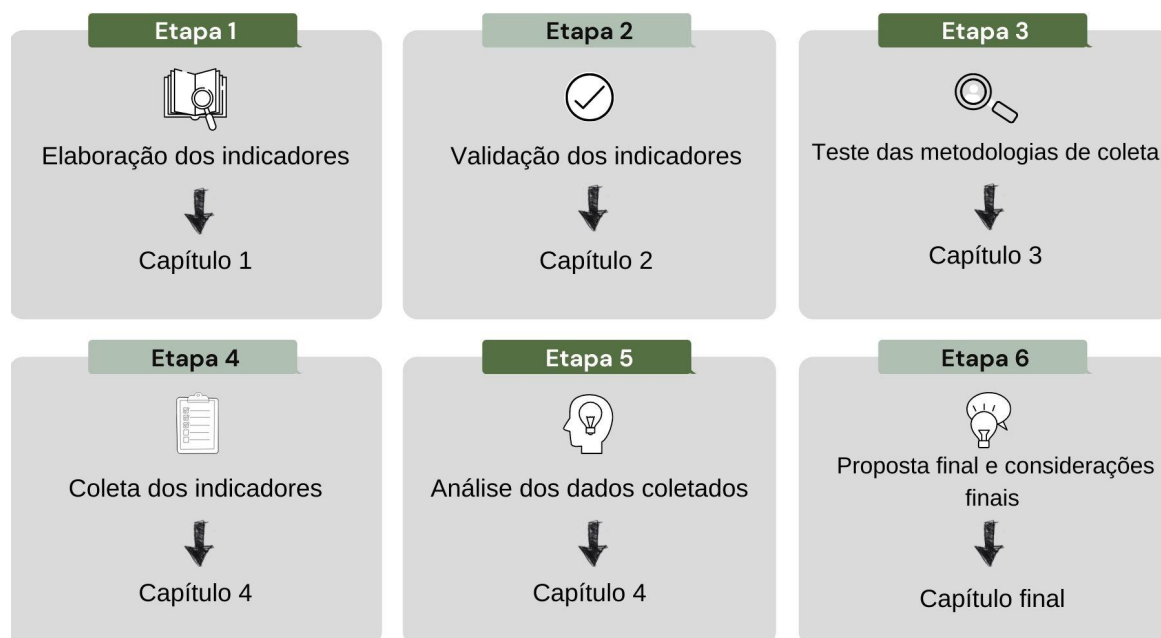 Etapa 1
Elaboração dos indicadores
Capítulo 1
Etapa 2
Validação dos indicadores
Capítulo 2
Etapa 3
Teste das metodologias de coleta
Capítulo 3
Etapa 4
Coleta dos indicadores
Capítulo 4
Etapa 5
Análise dos dados coletados
Capítulo 4
Etapa 6
Proposta final e considerações
finais
Capítulo final